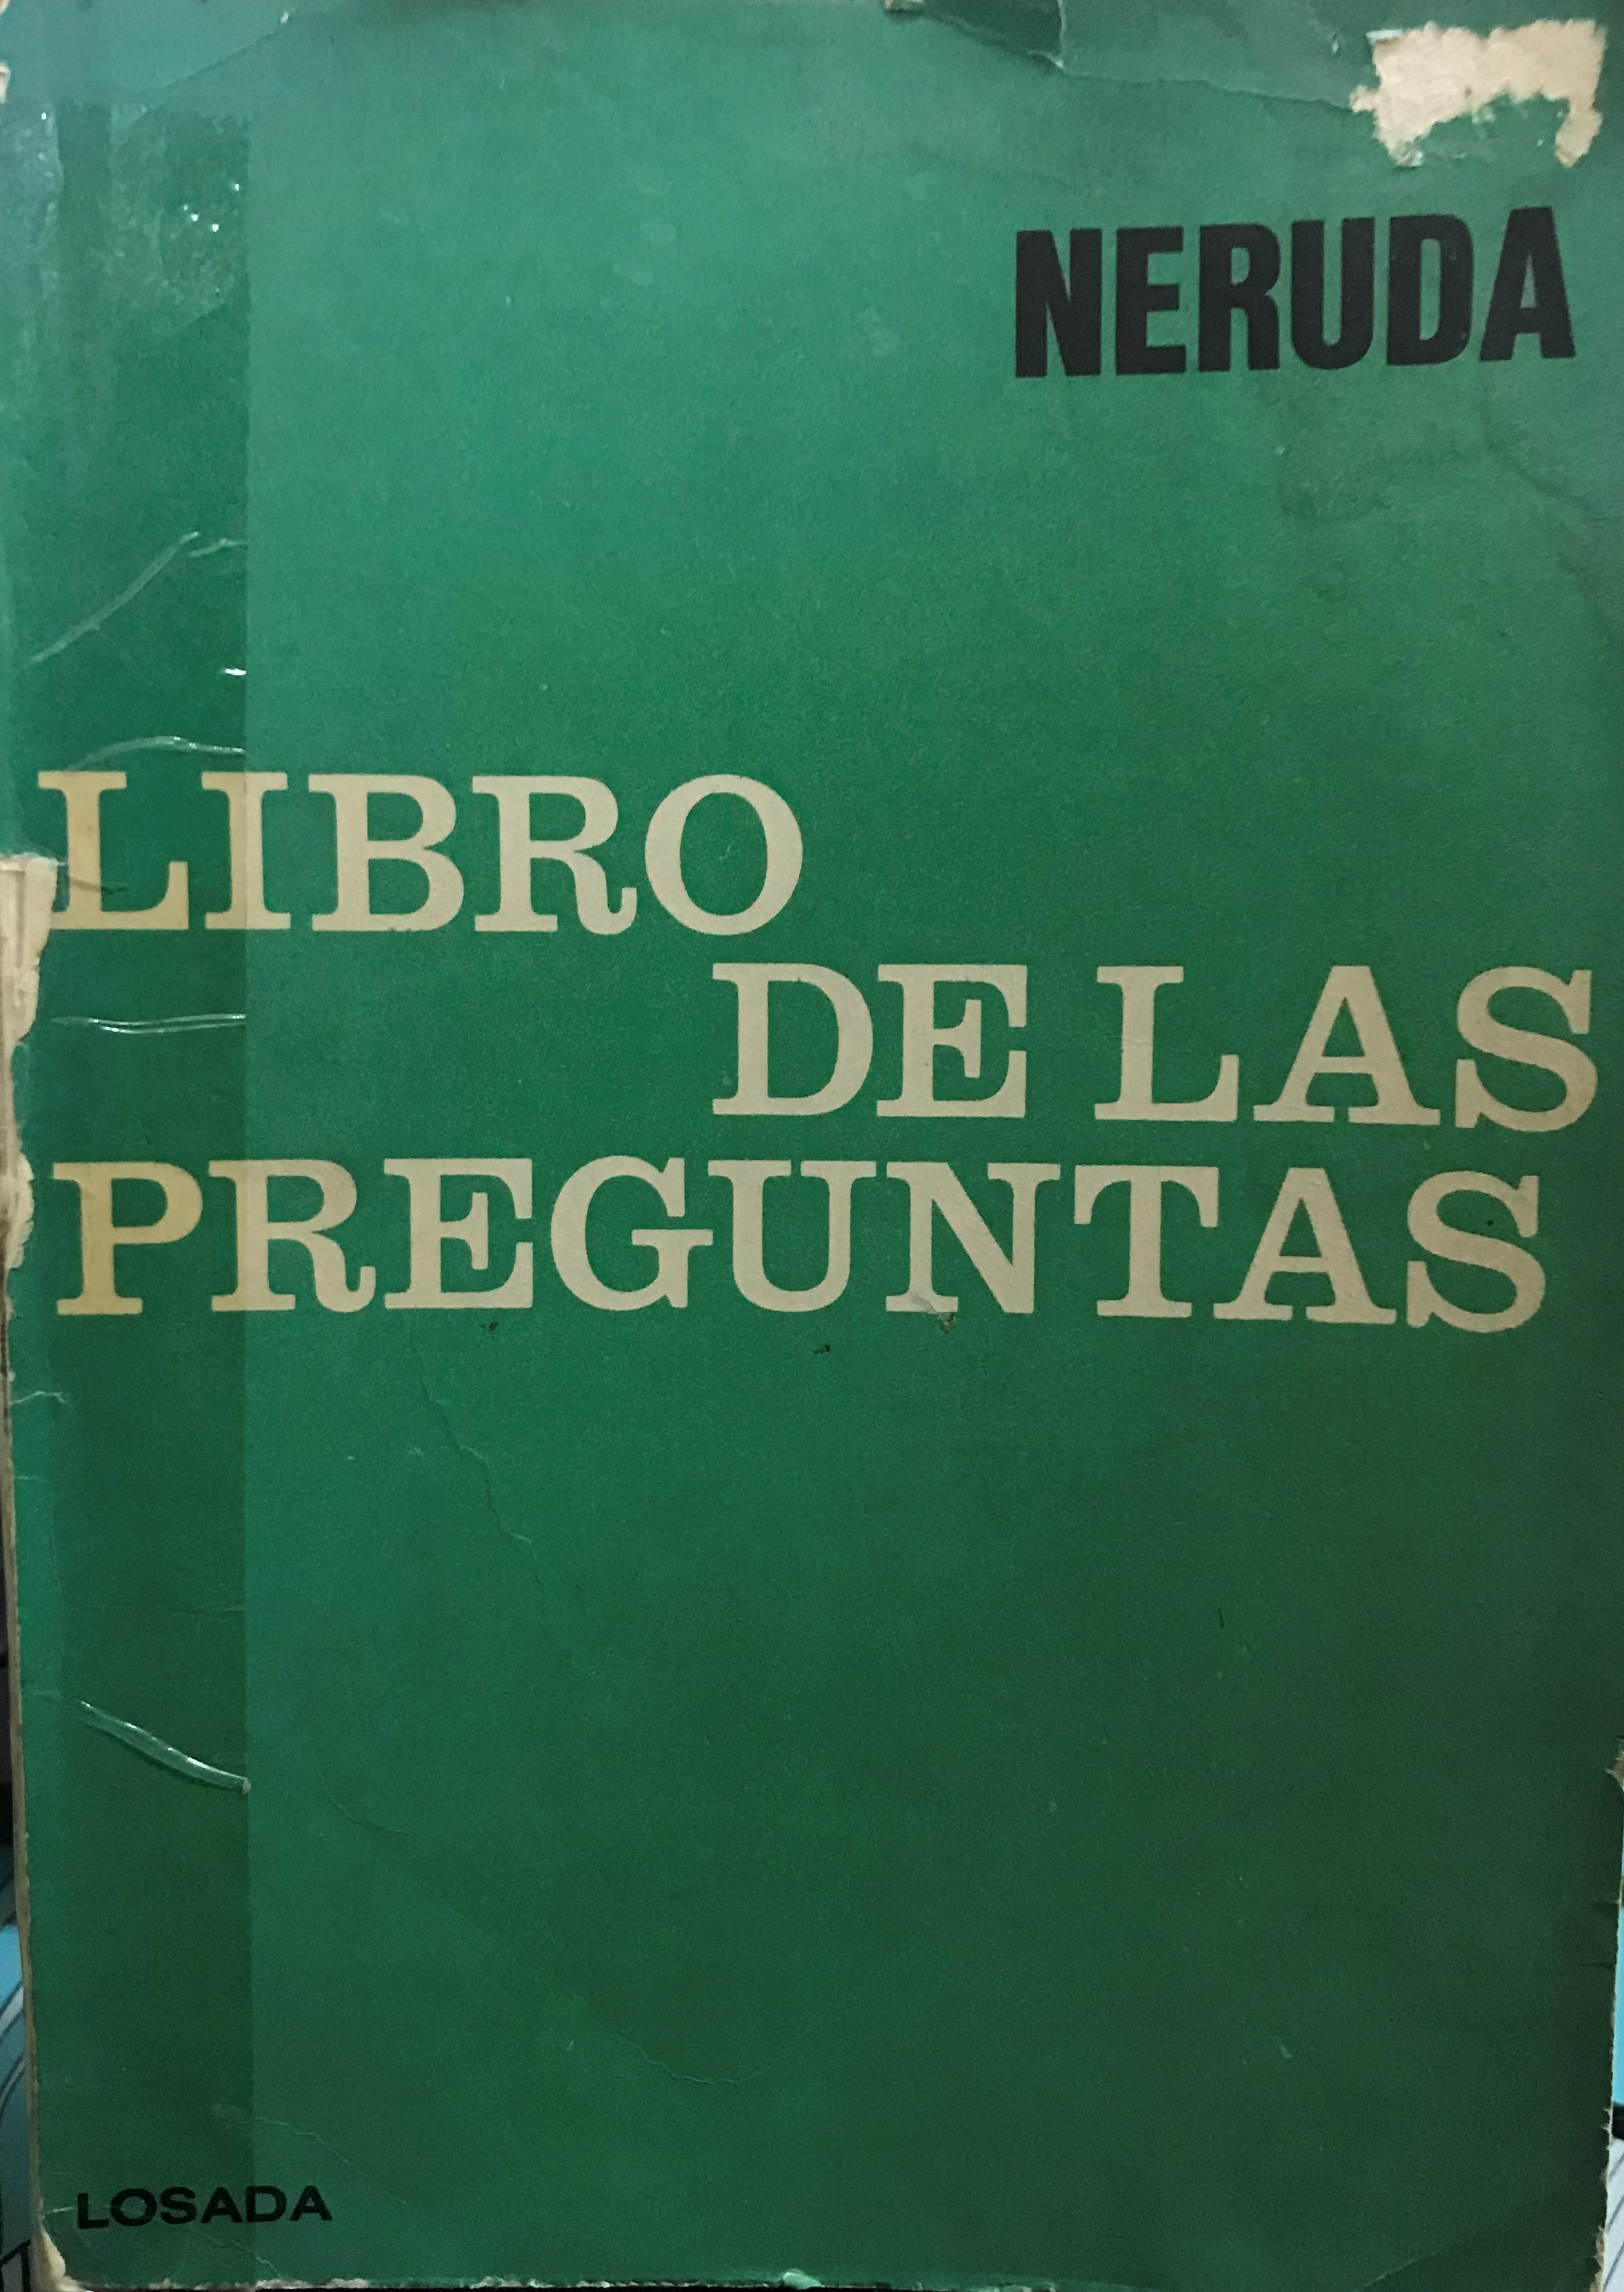 NERUDA
LIBRO
DE LAS
PREGUNTAS
LOSADA